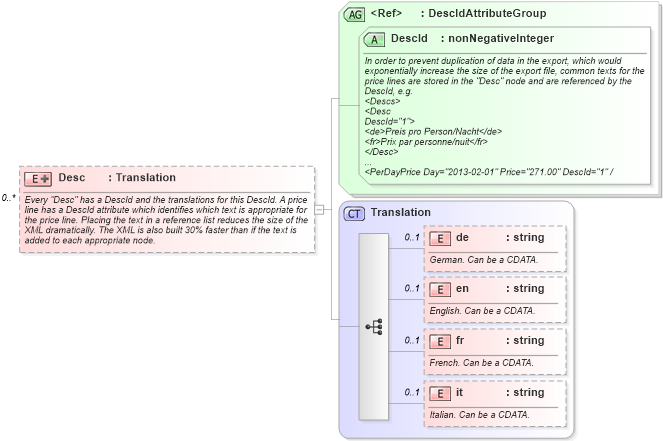 AG <Ref> : DescIdAttributeGroup
A DescId : nonNegativeInteger
In order to prevent duplication of data in the export, which would
exponentially increase the size of the export file, common texts for the
price lines are stored in the "Desc" node and are referenced by the
DescId, e.g.
<Descs>
<Desc
DescId="1">
<de>Preis pro Person/Nacht</de>
<fr>Prix par personne/nuit</fr>
</Desc>
...
<PerDayPrice Day="2013-02-01" Price="271.00" DescId="1" /
E Desc : Translation
0..*
Every "Desc" has a DescId and the translations for this DescId. A price
line has a DescId attribute which identifies which text is appropriate for
the price line. Placing the text in a reference list reduces the size of the
XML dramatically. The XML is also built 30% faster than if the text is
added to each appropriate node.
CT Translation
0..1 E de : string
German. Can be a CDATA.
0..1 E en : string
English. Can be a CDATA.
0..1 E fr : string
French. Can be a CDATA.
0..1 E it : string
Italian. Can be a CDATA.